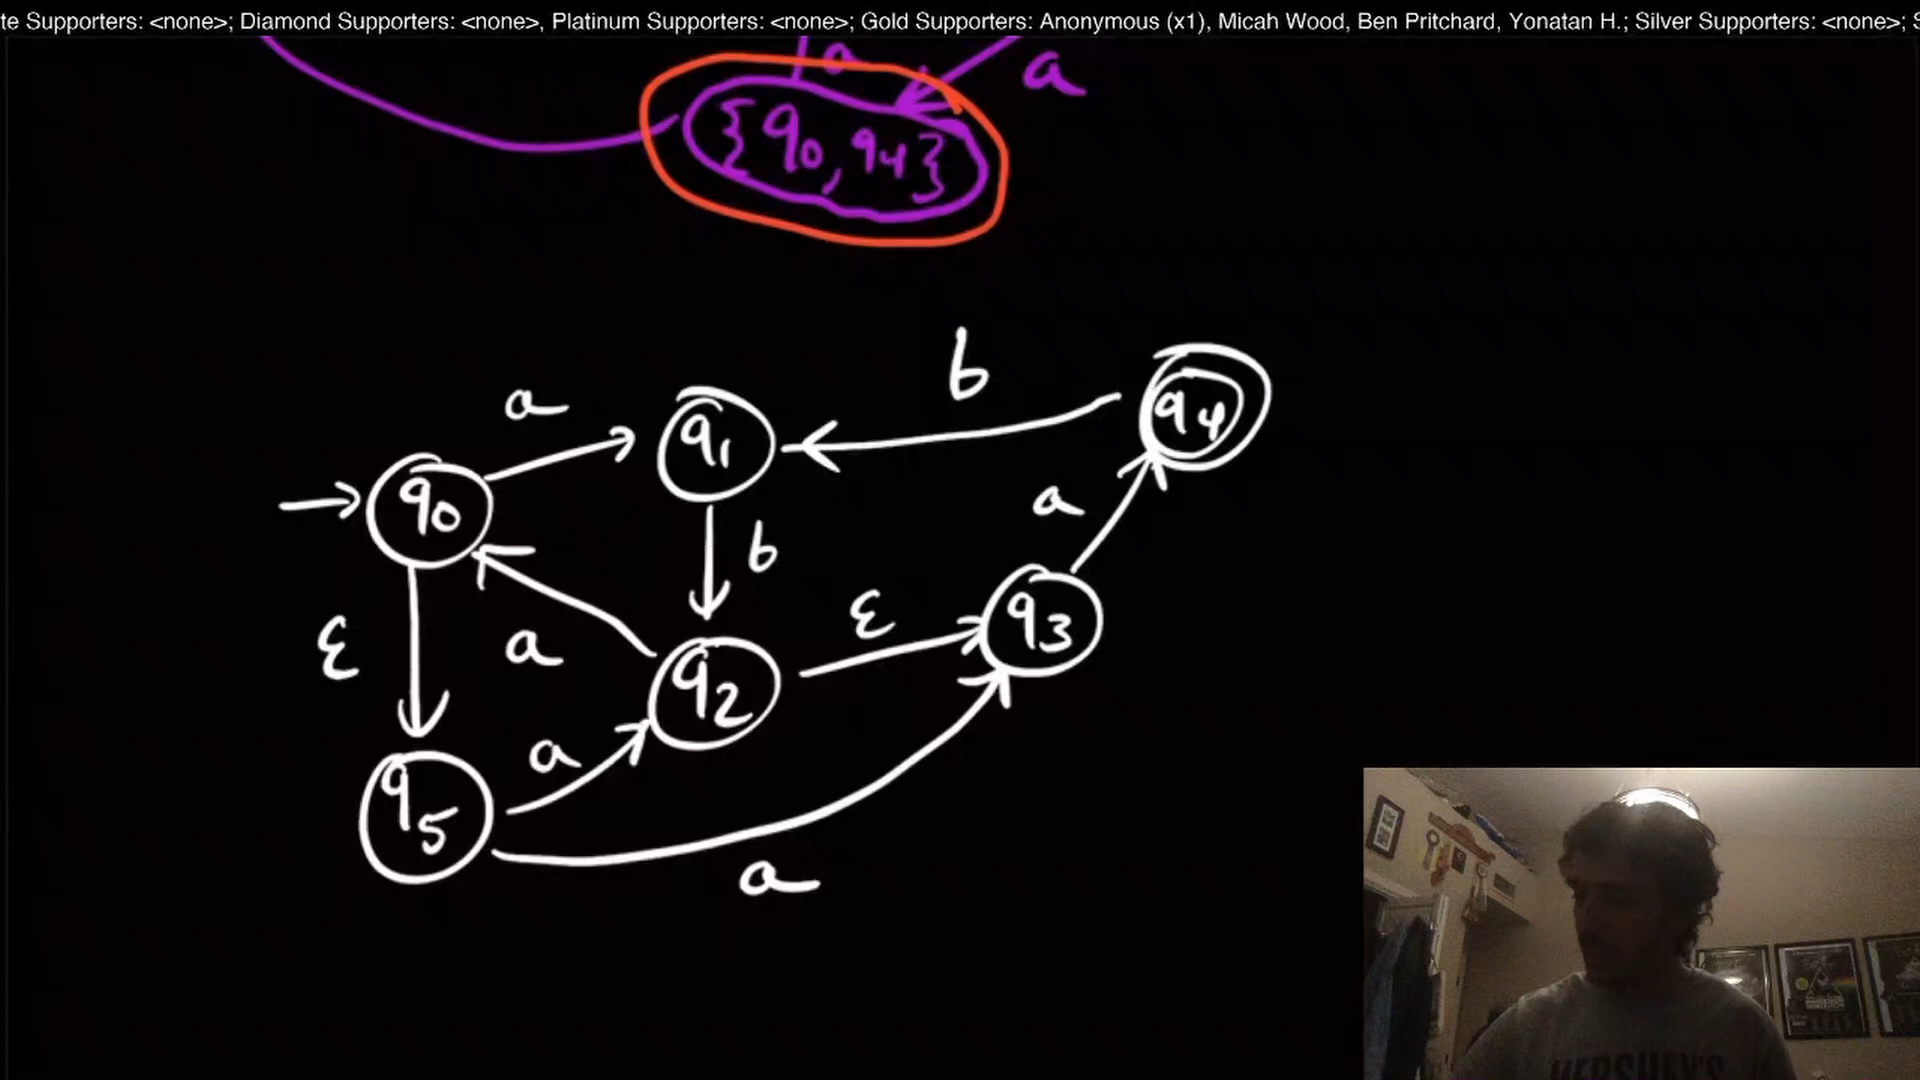 te Supporters: <none>; Diamond Supporters: <none>, Platinum Supporters: <none>; Gold Supporters: Anonymous (x1), Micah Wood, Ben Pritchard, Yonatan H.; Silver Supporters: <none>; S
a
a
{q0, q4}
b
a
q4
q1
q0
a
b
ε
q3
ε
a
q2
a
q5
a
HERSHEY'S